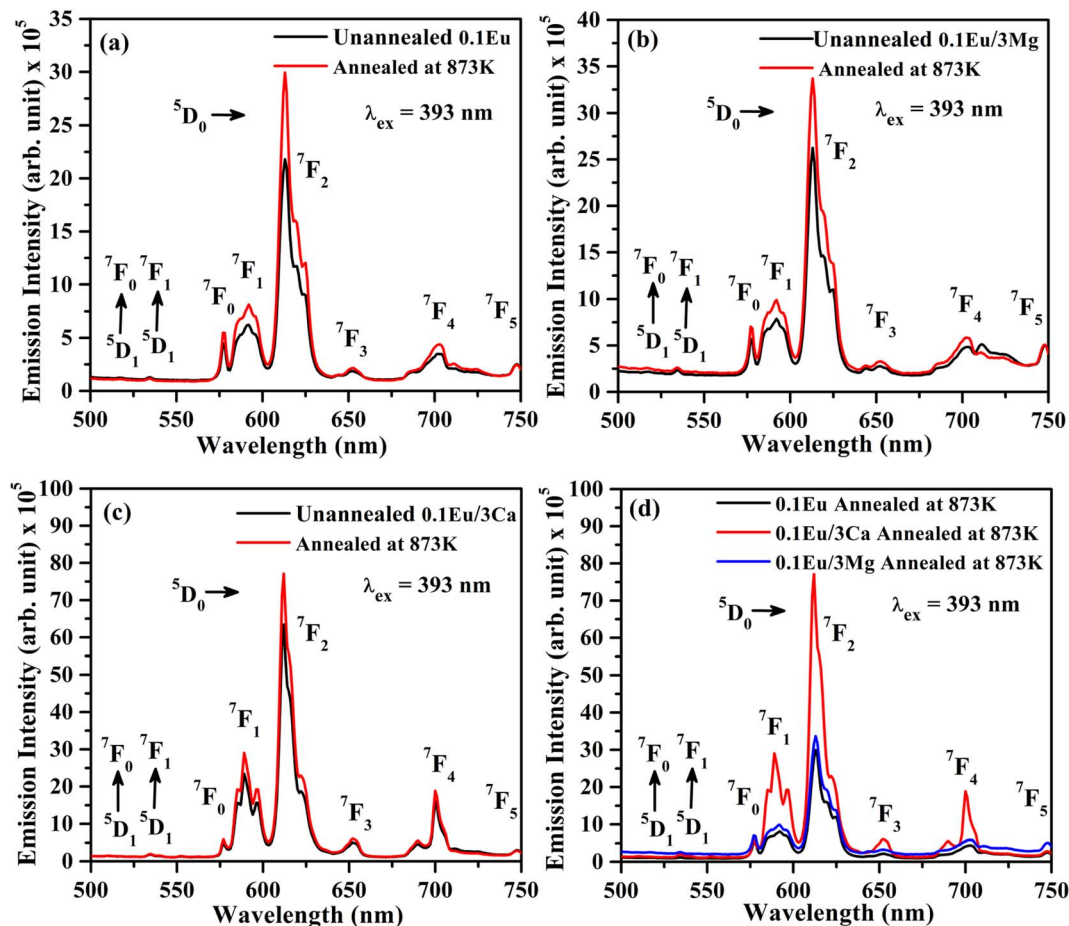 (a)
Unannealed 0.1Eu
Annealed at 873K
⁵D₀ →
λex = 393 nm
⁷F₂
⁷F₀ ⁷F₁
⁵D₁ ⁵D₁
⁷F₀
⁷F₁
⁷F₃
⁷F₄
⁷F₅
Emission Intensity (arb. unit) x 10⁵
35
30
25
20
15
10
5
0
500 550 600 650 700 750
Wavelength (nm)
(b)
Unannealed 0.1Eu/3Mg
Annealed at 873K
⁵D₀ →
λex = 393 nm
⁷F₂
⁷F₀ ⁷F₁
⁵D₁ ⁵D₁
⁷F₀
⁷F₁
⁷F₃
⁷F₄
⁷F₅
Emission Intensity (arb. unit) x 10⁵
40
35
30
25
20
15
10
5
0
500 550 600 650 700 750
Wavelength (nm)
(c)
Unannealed 0.1Eu/3Ca
Annealed at 873K
⁵D₀ →
λex = 393 nm
⁷F₂
⁷F₀ ⁷F₁
⁵D₁ ⁵D₁
⁷F₀
⁷F₁
⁷F₃
⁷F₄
⁷F₅
Emission Intensity (arb. unit) x 10⁵
100
90
80
70
60
50
40
30
20
10
0
500 550 600 650 700 750
Wavelength (nm)
(d)
0.1Eu Annealed at 873K
0.1Eu/3Ca Annealed at 873K
0.1Eu/3Mg Annealed at 873K
⁵D₀ →
λex = 393 nm
⁷F₂
⁷F₀ ⁷F₁
⁵D₁ ⁵D₁
⁷F₀
⁷F₁
⁷F₃
⁷F₄
⁷F₅
Emission Intensity (arb. unit) x 10⁵
100
90
80
70
60
50
40
30
20
10
0
500 550 600 650 700 750
Wavelength (nm)